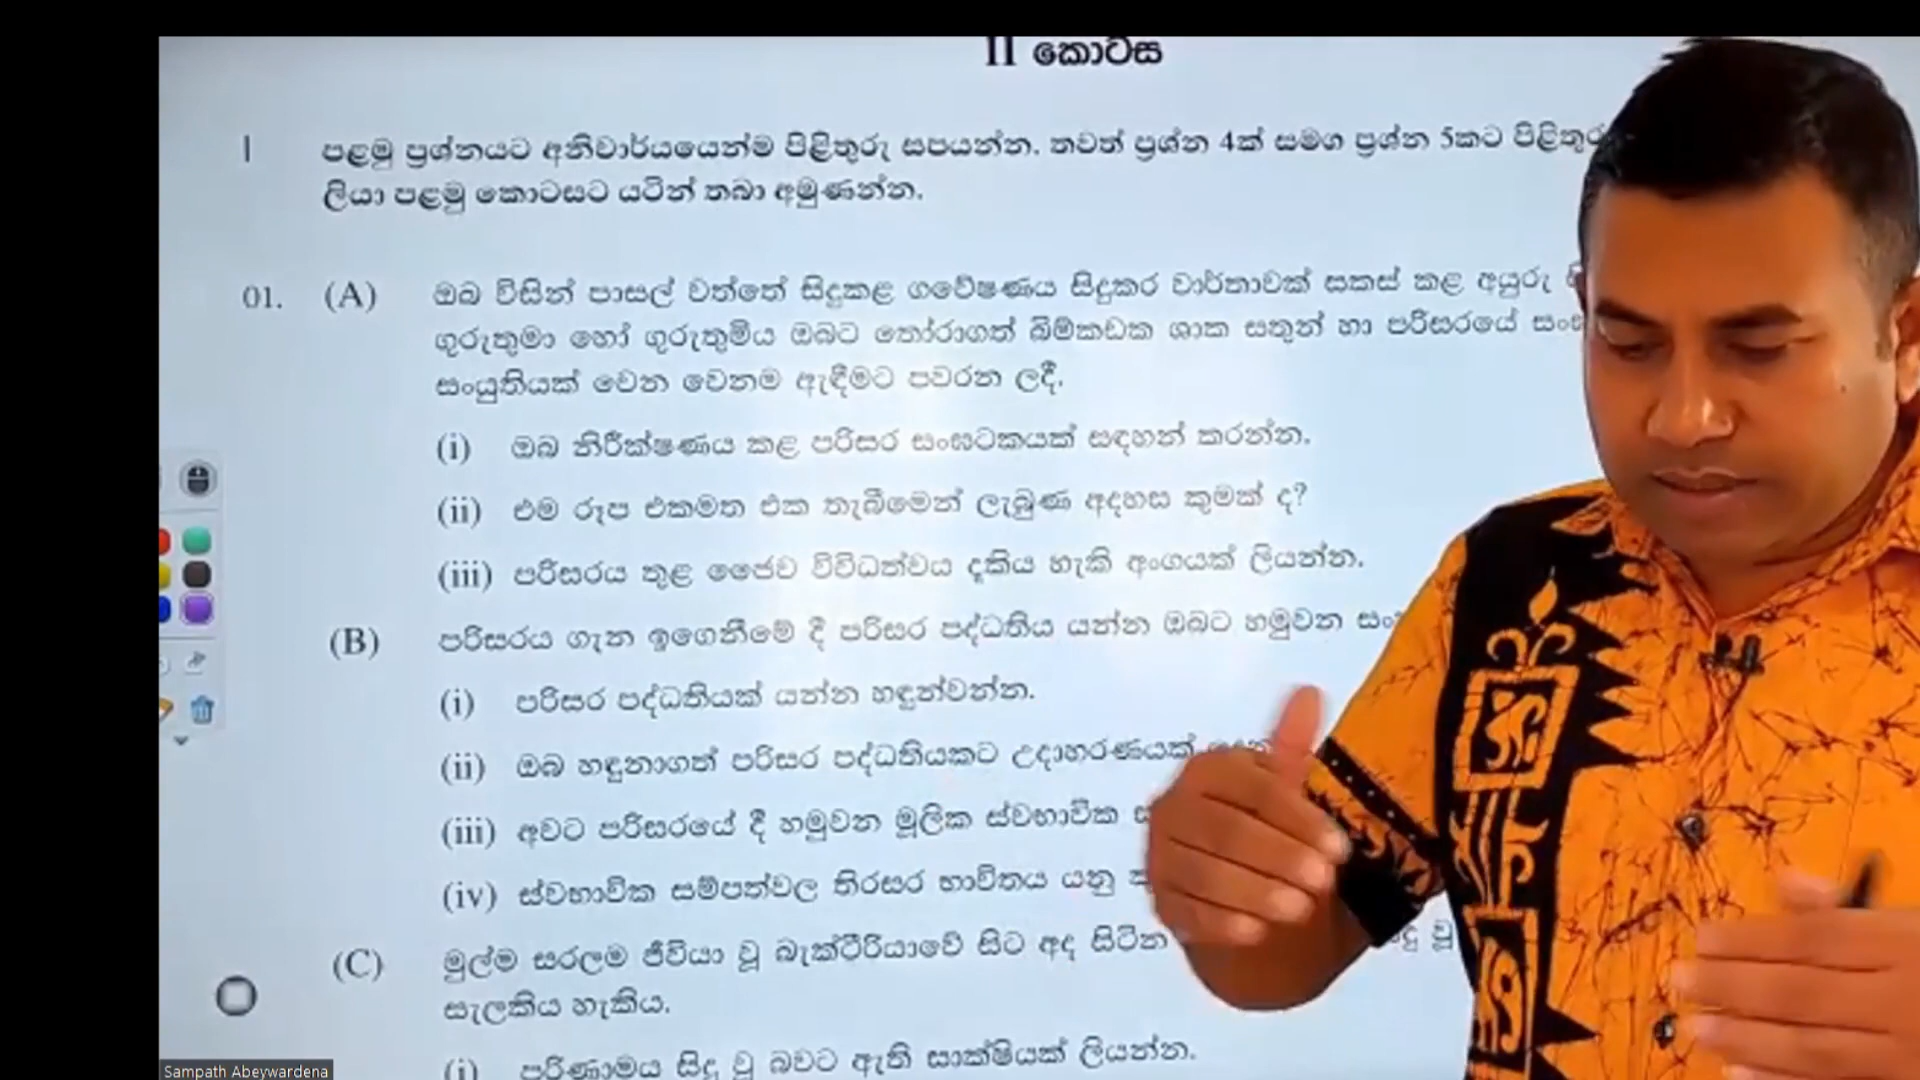 II කොටස
පළමු ප්‍රශ්නයට අනිවාර්යයෙන්ම පිළිතුරු සපයන්න. තවත් ප්‍රශ්න 4ක් සමග ප්‍රශ්න 5කට
ලියා පළමු කොටසට යටින් තබා අමුණන්න.
01. (A) ඔබ විසින් පාසල් වත්තේ සිදුකළ ගවේෂණය සිදුකර වාර්තාවක් සකස් කළ අයුරු
ගුරුතුමා හෝ ගුරුතුමිය ඔබට තෝරාගත් බිම්කඩක ශාක සතුන් හා පරිසරයේ
සංයුතියක් වෙන වෙනම ඇඳීමට පවරන ලදී.
(i) ඔබ නිරීක්ෂණය කළ පරිසර සංඝටකයක් සඳහන් කරන්න.
(ii) එම රූප එකමත එක තැබීමෙන් ලැබුණ අදහස කුමක් ද?
(iii) පරිසරය තුළ ජෛව විවිධත්වය දැකිය හැකි අංගයක් ලියන්න.
(B) පරිසරය ගැන ඉගෙනීමේ දී පරිසර පද්ධතිය යන්න ඔබට හමුවන
(i) පරිසර පද්ධතියක් යන්න හඳුන්වන්න.
(ii) ඔබ හඳුනාගත් පරිසර පද්ධතියකට උදාහරණයක්
(iii) අවට පරිසරයේ දී හමුවන මූලික ස්වභාවික
(iv) ස්වභාවික සම්පත්වල තිරසර භාවිතය යනු
(C) මුල්ම සරලම ජීවියා වූ බැක්ටීරියාවේ සිට අද සිටින
සැලකිය හැකිය.
(i) පරිණාමය සිදු වූ බවට ඇති සාක්ෂියක් ලියන්න.
Sampath Abeywardena